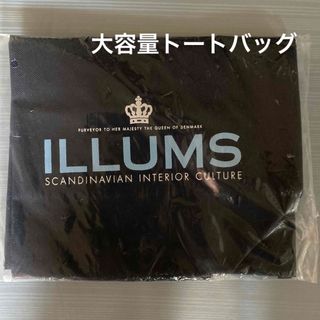 大容量トートバッグ
PURVEYOR TO HER MAJESTY THE QUEEN OF DENMARK
ILLUMS
SCANDINAVIAN INTERIOR CULTURE